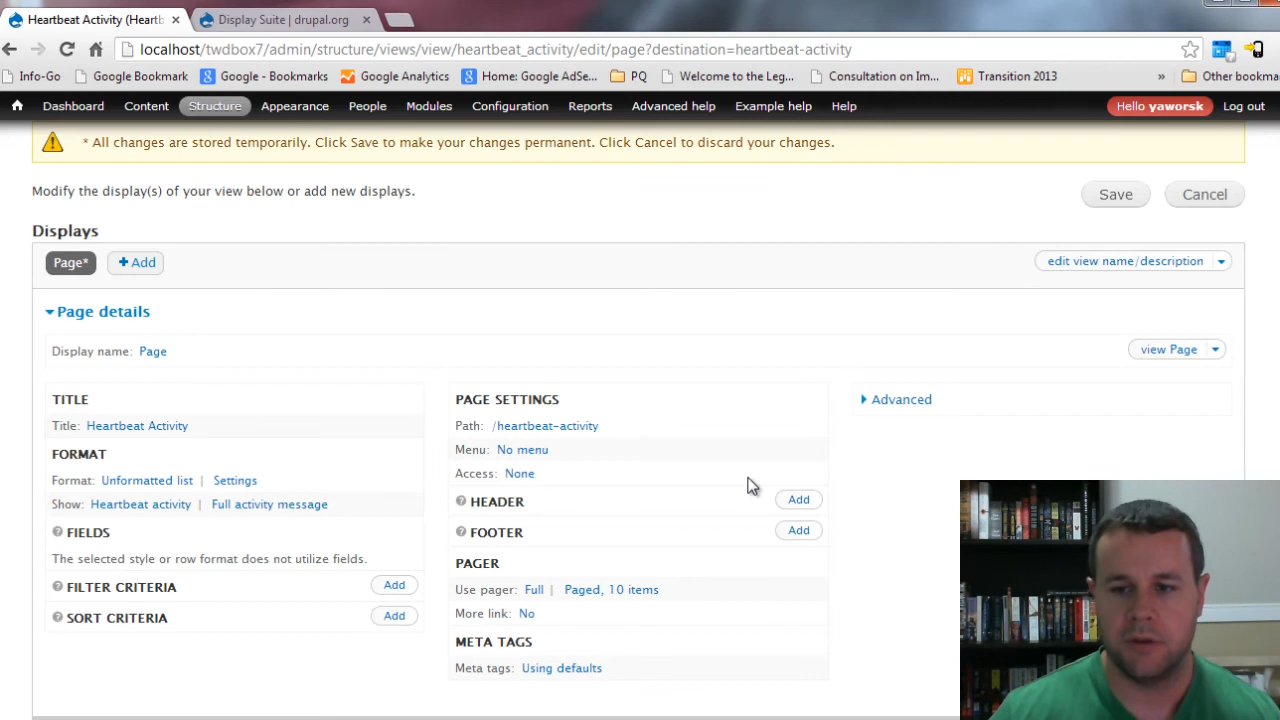 Heartbeat Activity (Heartb
Display Suite | drupal.org
localhost/twdbox7/admin/structure/views/view/heartbeat_activity/edit/page?destination=heartbeat-activity
Info-Go
Google Bookmark
Google - Bookmarks
Google Analytics
Home: Google AdSe...
PQ
Welcome to the Leg...
Consultation on Im...
Transition 2013
»
Other bookma
Dashboard
Content
Structure
Appearance
People
Modules
Configuration
Reports
Advanced help
Example help
Help
Hello yaworsk
Log out
* All changes are stored temporarily. Click Save to make your changes permanent. Click Cancel to discard your changes.
Modify the display(s) of your view below or add new displays.
Save
Cancel
Displays
Page*
+ Add
edit view name/description
Page details
Display name: Page
view Page
TITLE
Title: Heartbeat Activity
FORMAT
Format: Unformatted list | Settings
Show: Heartbeat activity | Full activity message
FIELDS
The selected style or row format does not utilize fields.
FILTER CRITERIA
Add
SORT CRITERIA
Add
PAGE SETTINGS
Path: /heartbeat-activity
Menu: No menu
Access: None
HEADER
Add
FOOTER
Add
PAGER
Use pager: Full | Paged, 10 items
More link: No
META TAGS
Meta tags: Using defaults
Advanced